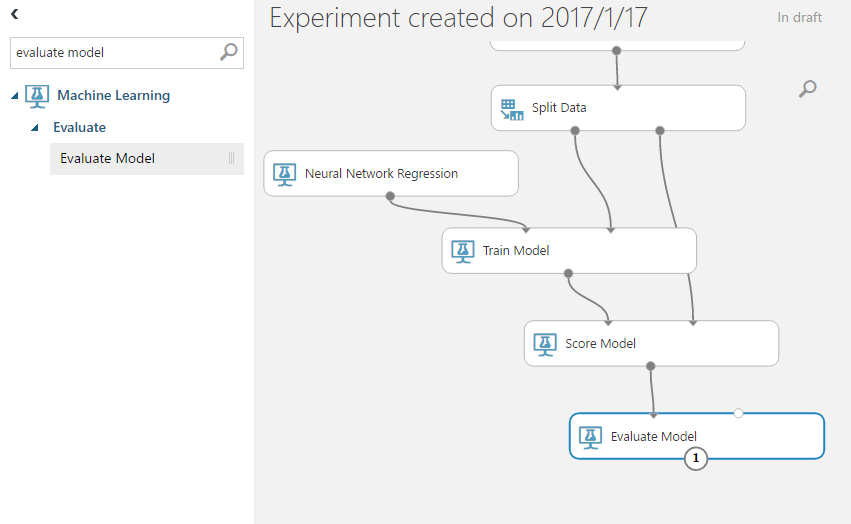 Experiment created on 2017/1/17
In draft
evaluate model
Machine Learning
Evaluate
Evaluate Model
Split Data
Neural Network Regression
Train Model
Score Model
Evaluate Model
1